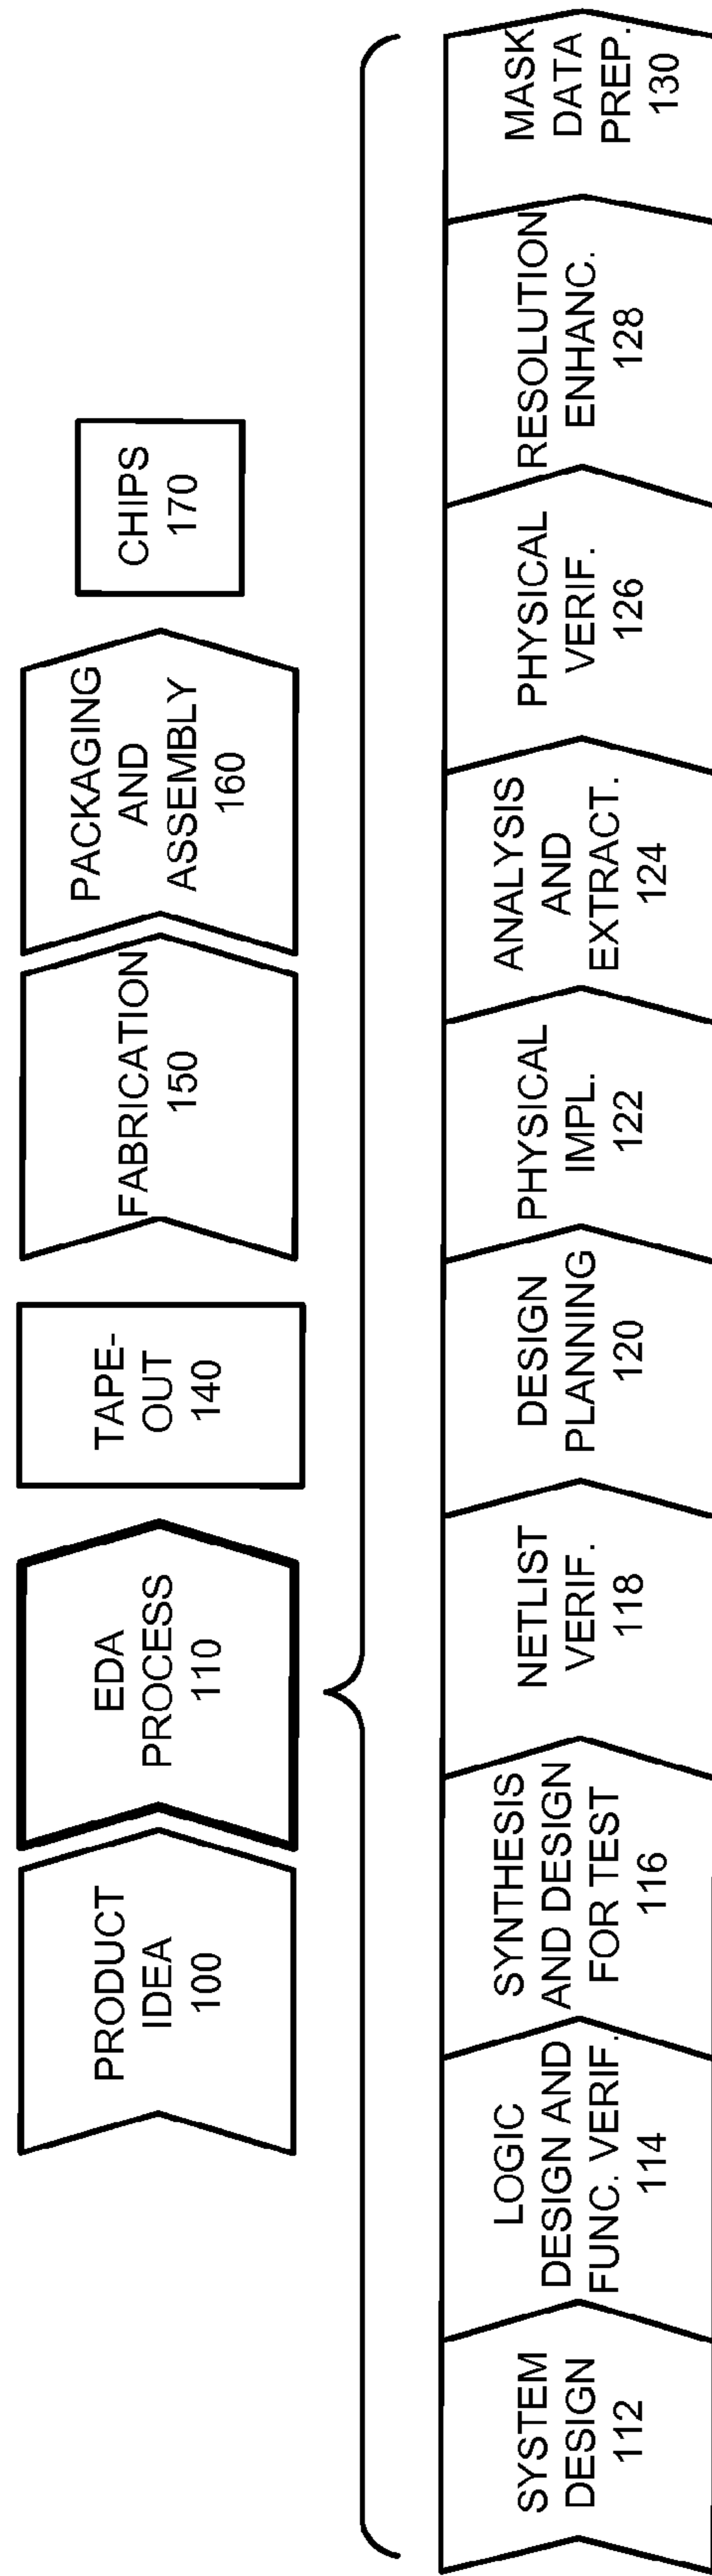 PRODUCT
IDEA
100
EDA
PROCESS
110
TAPE-
OUT
140
FABRICATION
150
PACKAGING
AND
ASSEMBLY
160
CHIPS
170
SYSTEM
DESIGN
112
LOGIC
DESIGN AND
FUNC. VERIF.
114
SYNTHESIS
AND DESIGN
FOR TEST
116
NETLIST
VERIF.
118
DESIGN
PLANNING
120
PHYSICAL
IMPL.
122
ANALYSIS
AND
EXTRACT.
124
PHYSICAL
VERIF.
126
RESOLUTION
ENHANC.
128
MASK
DATA
PREP.
130